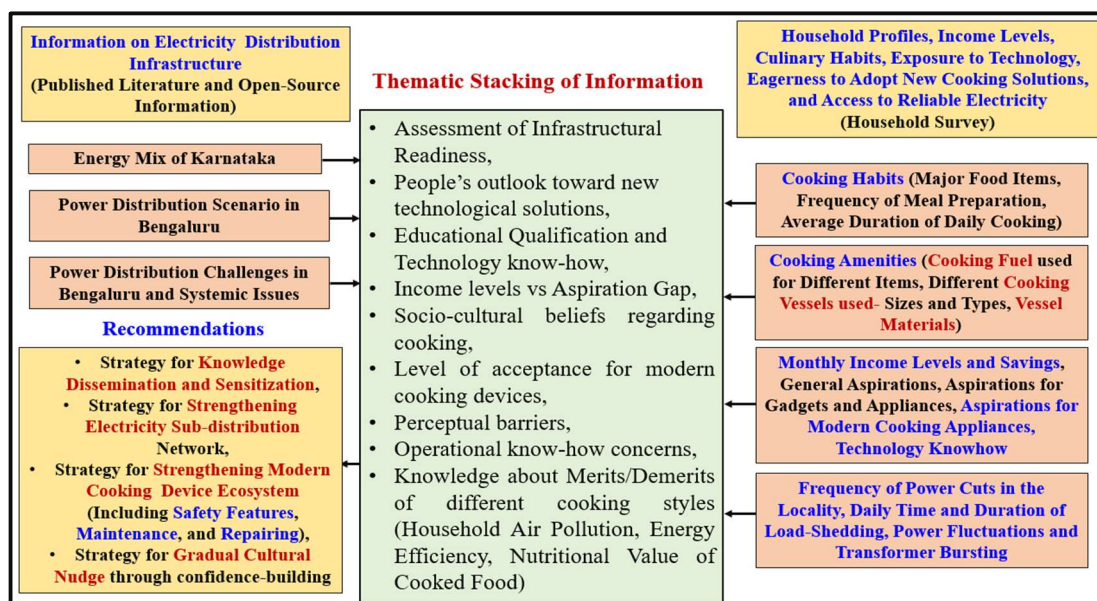 Information on Electricity Distribution
Infrastructure
(Published Literature and Open-Source
Information)
Energy Mix of Karnataka
Power Distribution Scenario in
Bengaluru
Power Distribution Challenges in
Bengaluru and Systemic Issues
Recommendations
• Strategy for Knowledge
Dissemination and Sensitization,
• Strategy for Strengthening
Electricity Sub-distribution
Network,
• Strategy for Strengthening Modern
Cooking Device Ecosystem
(Including Safety Features,
Maintenance, and Repairing),
• Strategy for Gradual Cultural
Nudge through confidence-building
Thematic Stacking of Information
• Assessment of Infrastructural
Readiness,
• People's outlook toward new
technological solutions,
• Educational Qualification and
Technology know-how,
• Income levels vs Aspiration Gap,
• Socio-cultural beliefs regarding
cooking,
• Level of acceptance for modern
cooking devices,
• Perceptual barriers,
• Operational know-how concerns,
• Knowledge about Merits/Demerits
of different cooking styles
(Household Air Pollution, Energy
Efficiency, Nutritional Value of
Cooked Food)
Household Profiles, Income Levels,
Culinary Habits, Exposure to Technology,
Eagerness to Adopt New Cooking Solutions,
and Access to Reliable Electricity
(Household Survey)
Cooking Habits (Major Food Items,
Frequency of Meal Preparation,
Average Duration of Daily Cooking)
Cooking Amenities (Cooking Fuel used
for Different Items, Different Cooking
Vessels used- Sizes and Types, Vessel
Materials)
Monthly Income Levels and Savings,
General Aspirations, Aspirations for
Gadgets and Appliances, Aspirations for
Modern Cooking Appliances,
Technology Knowhow
Frequency of Power Cuts in the
Locality, Daily Time and Duration of
Load-Shedding, Power Fluctuations and
Transformer Bursting